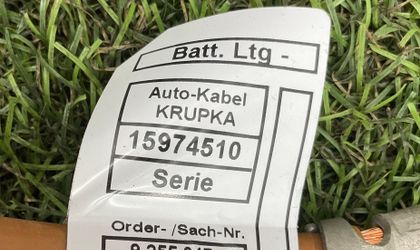 Batt. Ltg -
Auto-Kabel
KRUPKA
15974510
Serie
Order- /Sach-Nr.